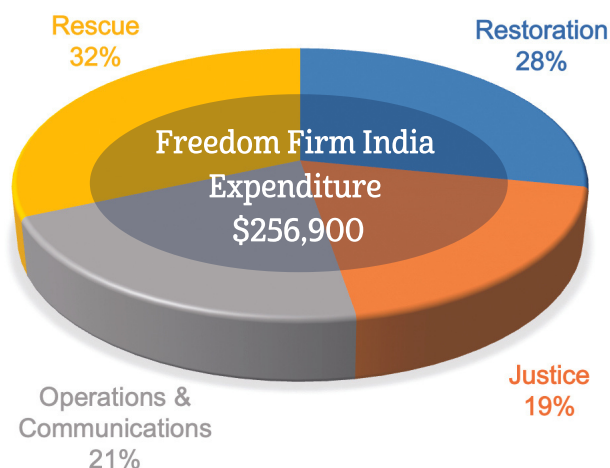 Rescue
32%
Restoration
28%
Freedom Firm India
Expenditure
$256,900
Justice
19%
Operations &
Communications
21%